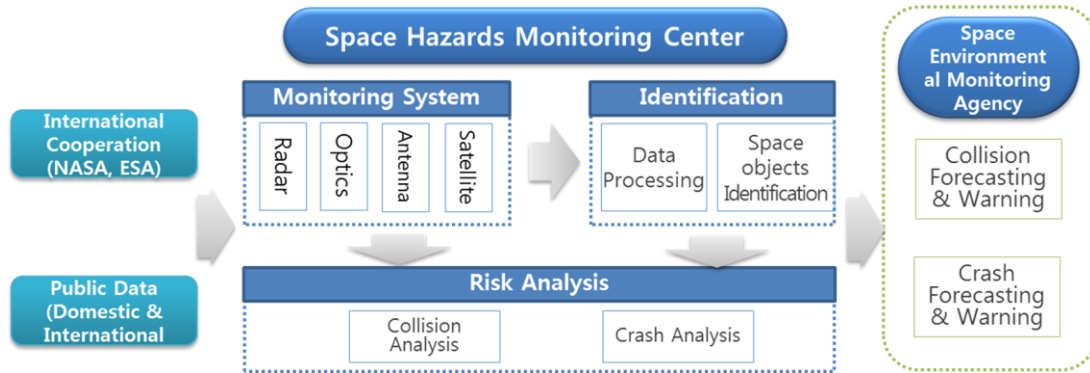 Space Hazards Monitoring Center
International
Cooperation
(NASA, ESA)
Public Data
(Domestic &
International
Monitoring System
Radar
Optics
Antenna
Satellite
Identification
Data
Processing
Space
objects
Identification
Risk Analysis
Collision
Analysis
Crash Analysis
Space
Environment
al Monitoring
Agency
Collision
Forecasting
& Warning
Crash
Forecasting
& Warning